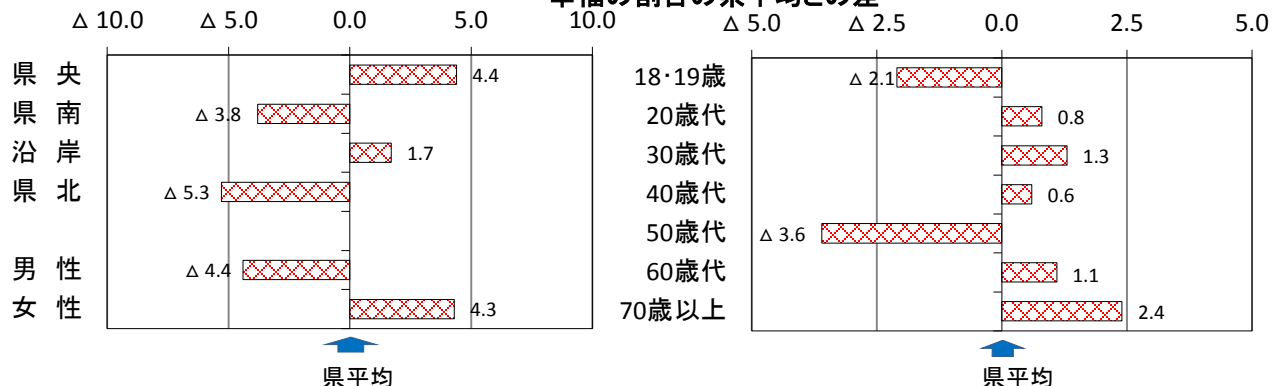 幸福の割合の県平均との差
△ 10.0 △ 5.0 0.0 5.0 10.0
県 央 4.4
県 南 △ 3.8
沿 岸 1.7
県 北 △ 5.3
男 性 △ 4.4
女 性 4.3
県平均
△ 5.0 △ 2.5 0.0 2.5 5.0
18･19歳 △ 2.1
20歳代 0.8
30歳代 1.3
40歳代 0.6
50歳代 △ 3.6
60歳代 1.1
70歳以上 2.4
県平均